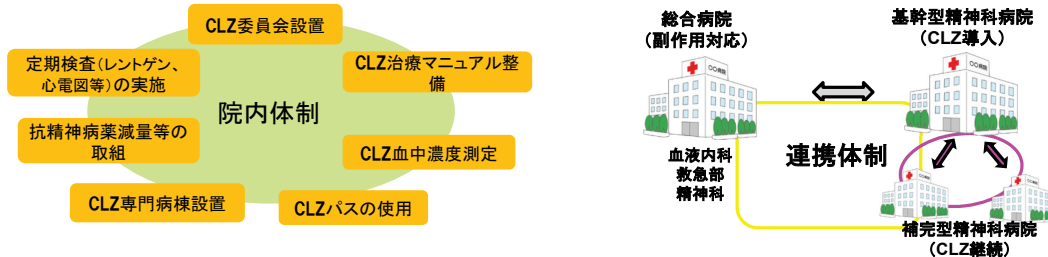 CLZ委員会設置
定期検査（レントゲン、
心電図等）の実施
CLZ治療マニュアル整
備
院内体制
抗精神病薬減量等の
取組
CLZ血中濃度測定
CLZ専門病棟設置
CLZパスの使用
総合病院
（副作用対応）
基幹型精神科病院
（CLZ導入）
○○病院
○○病院
血液内科
救急部
精神科
連携体制
補完型精神科病院
（CLZ継続）